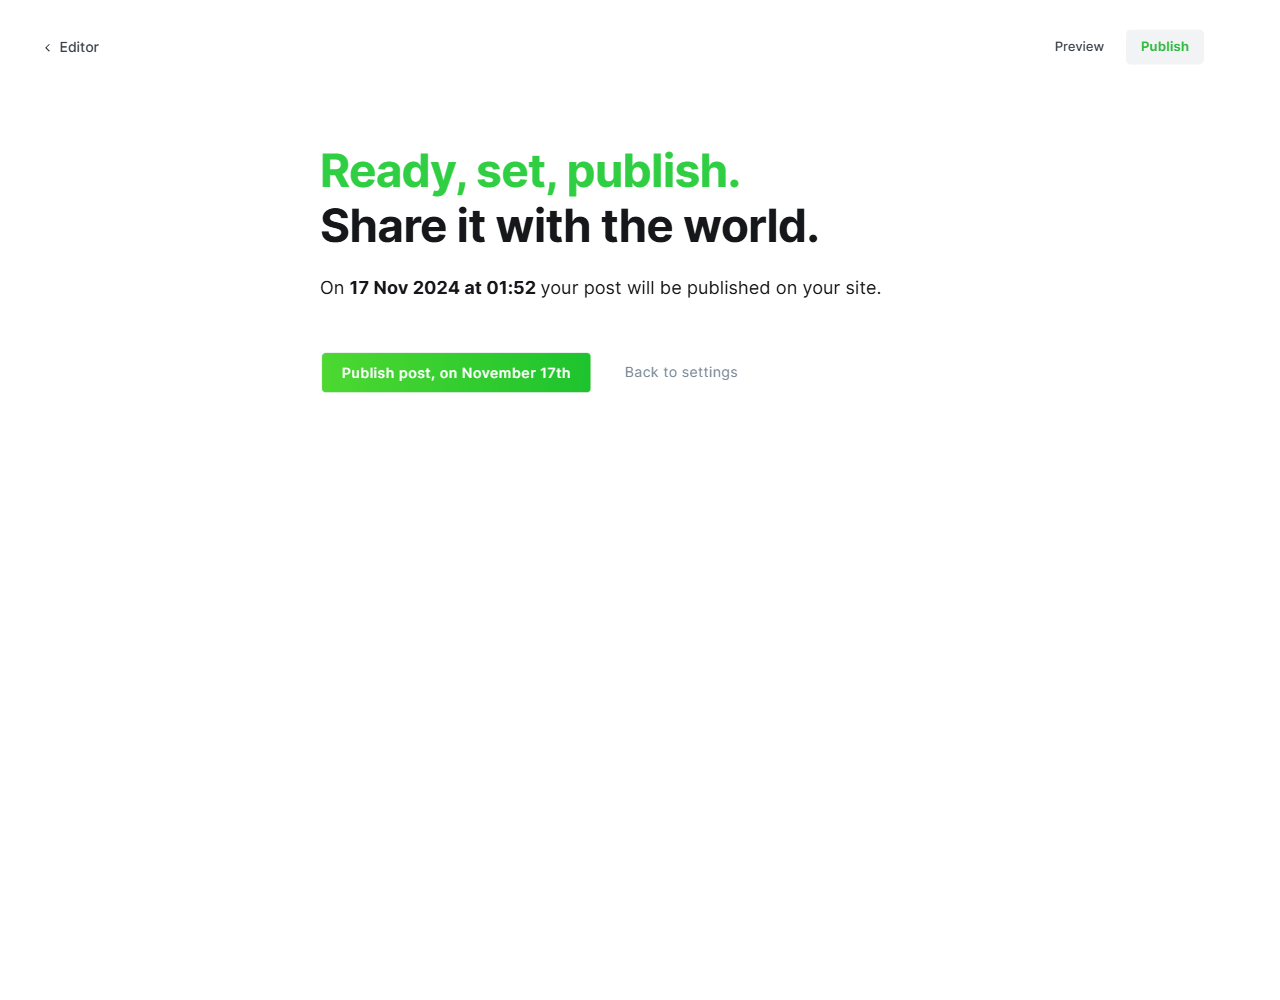 Editor
Preview
Publish
Ready, set, publish.
Share it with the world.
On 17 Nov 2024 at 01:52 your post will be published on your site.
Publish post, on November 17th
Back to settings